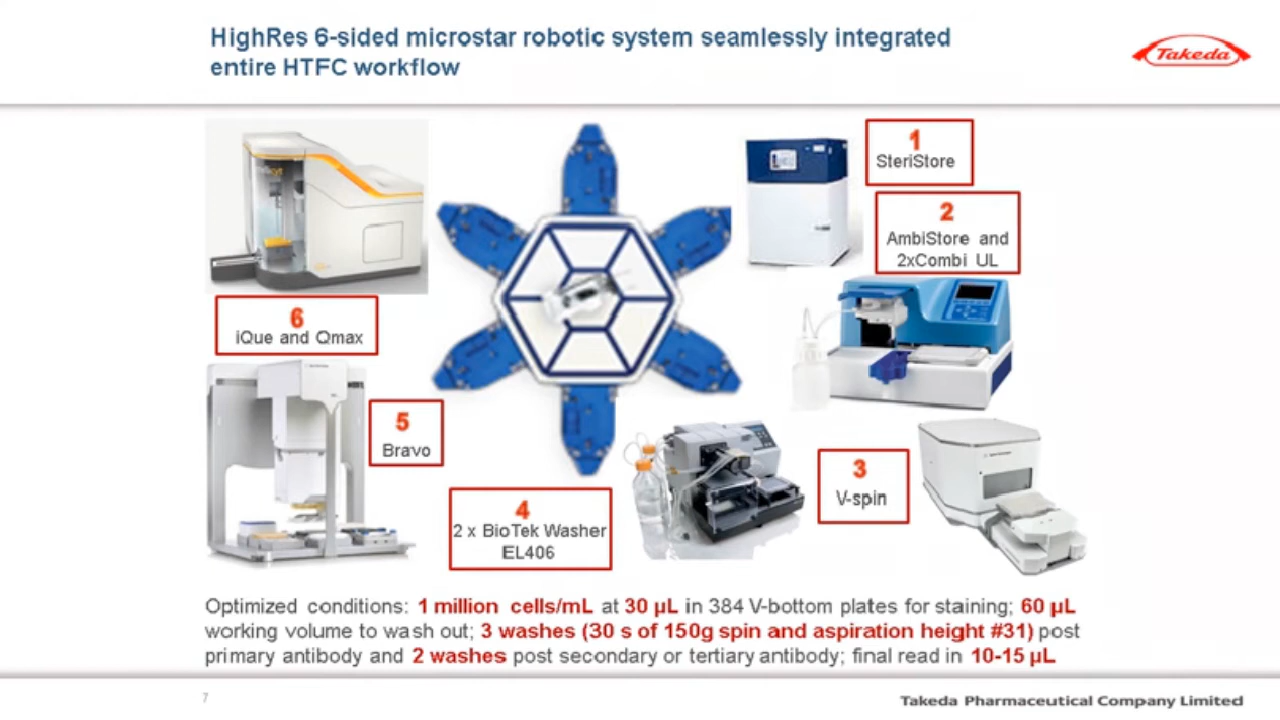 HighRes 6-sided microstar robotic system seamlessly integrated
entire HTFC workflow
Takeda
1
SteriStore
2
AmbiStore and
2xCombi UL
6
iQue and Qmax
5
Bravo
4
2 x BioTek Washer
EL406
3
V-spin
Optimized conditions: 1 million cells/mL at 30 µL in 384 V-bottom plates for staining; 60 µL
working volume to wash out; 3 washes (30 s of 150g spin and aspiration height #31) post
primary antibody and 2 washes post secondary or tertiary antibody; final read in 10-15 µL
7
Takeda Pharmaceutical Company Limited